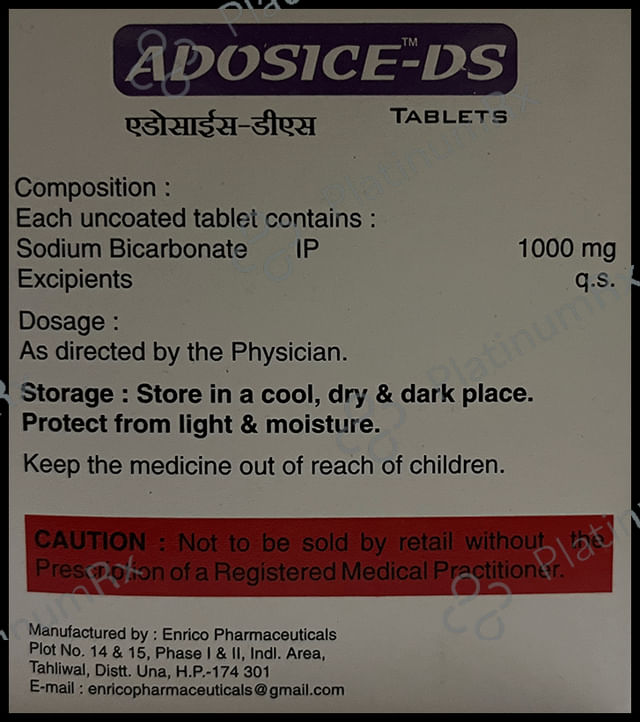 ADOSICE™-DS
एडोसाईस-डीएस
TABLETS
Composition :
Each uncoated tablet contains :
Sodium Bicarbonate IP 1000 mg
Excipients q.s.
Dosage :
As directed by the Physician.
Storage : Store in a cool, dry & dark place.
Protect from light & moisture.
Keep the medicine out of reach of children.
CAUTION : Not to be sold by retail without the
Prescription of a Registered Medical Practitioner.
Manufactured by : Enrico Pharmaceuticals
Plot No. 14 & 15, Phase I & II, Indl. Area,
Tahliwal, Distt. Una, H.P.-174 301
E-mail : enricopharmaceuticals@gmail.com
PlatinumRx
PlatinumRx
PlatinumRx